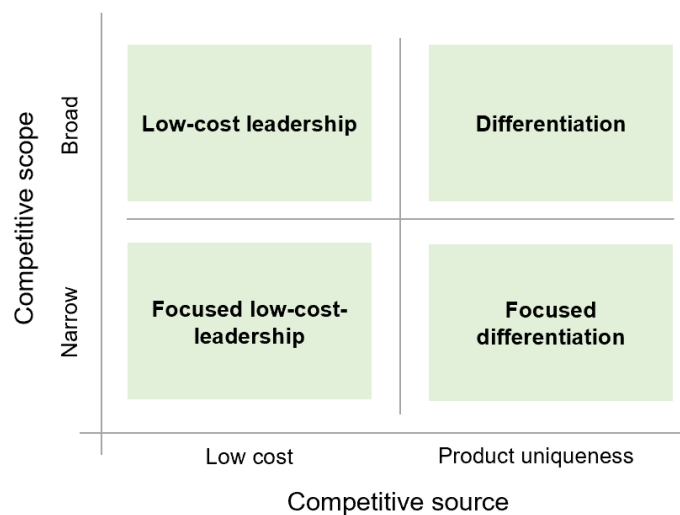 Competitive scope
Broad
Low-cost leadership
Differentiation
Narrow
Focused low-cost-
leadership
Focused
differentiation
Low cost
Product uniqueness
Competitive source